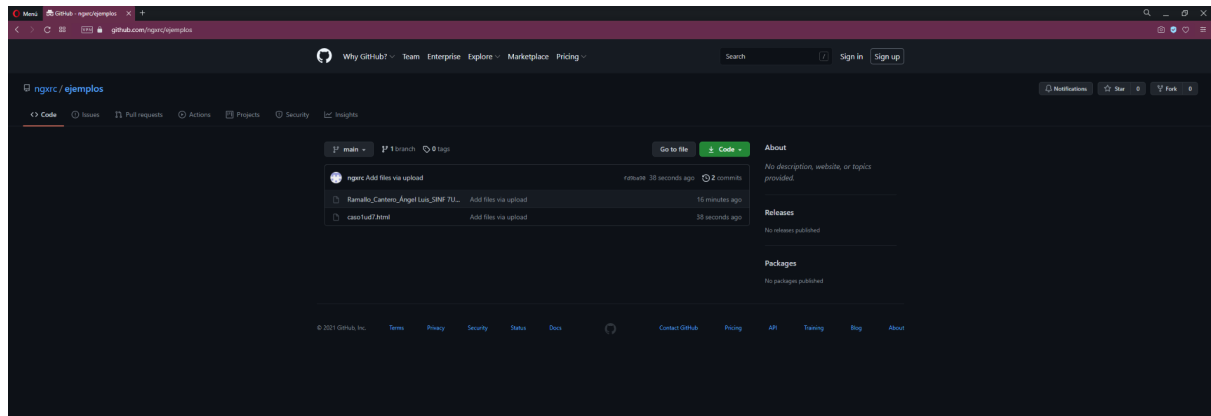 Menú GitHub - ngxrc/ejemplos
VPN github.com/ngxrc/ejemplos
Why GitHub? Team Enterprise Explore Marketplace Pricing Search / Sign in Sign up
ngxrc / ejemplos Notifications Star 0 Fork 0
Code Issues Pull requests Actions Projects Security Insights
main 1 branch 0 tags Go to file Code About
No description, website, or topics
provided.
ngxrc Add files via upload 38 seconds ago 2 commits
Ramallo_Cantero_Ángel Luis_SINF 7U... Add files via upload 16 minutes ago
caso1ud7.html Add files via upload 38 seconds ago
Releases
No releases published
Packages
No packages published
© 2021 GitHub, Inc. Terms Privacy Security Status Docs Contact GitHub Pricing API Training Blog About